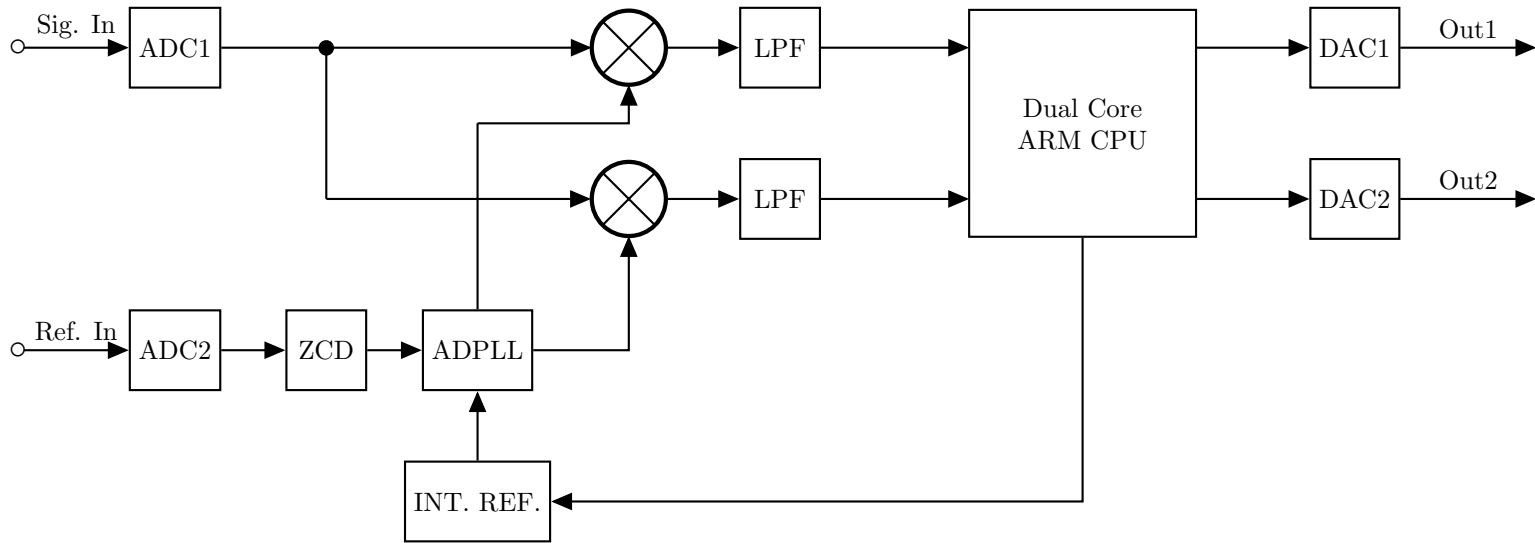 Sig. In
ADC1
LPF
Dual Core
ARM CPU
DAC1
Out1
LPF
DAC2
Out2
Ref. In
ADC2
ZCD
ADPLL
INT. REF.